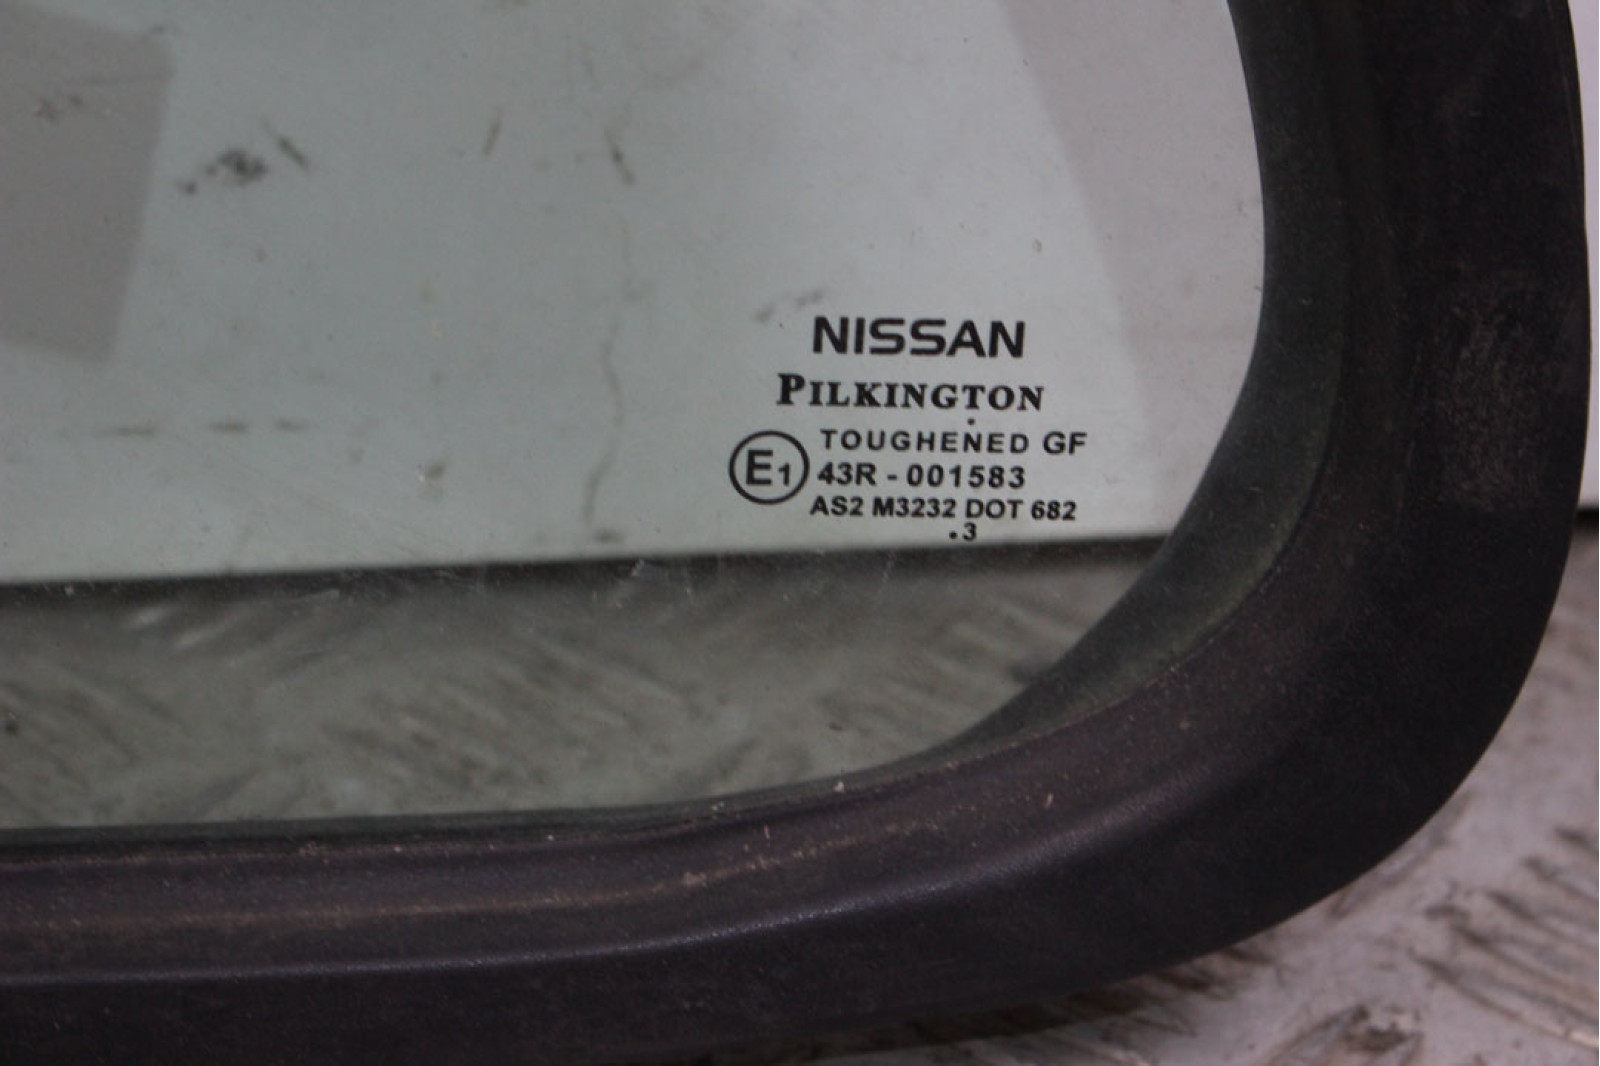 NISSAN
PILKINGTON
TOUGHENED GF
E1 43R - 001583
AS2 M3232 DOT 682
.3